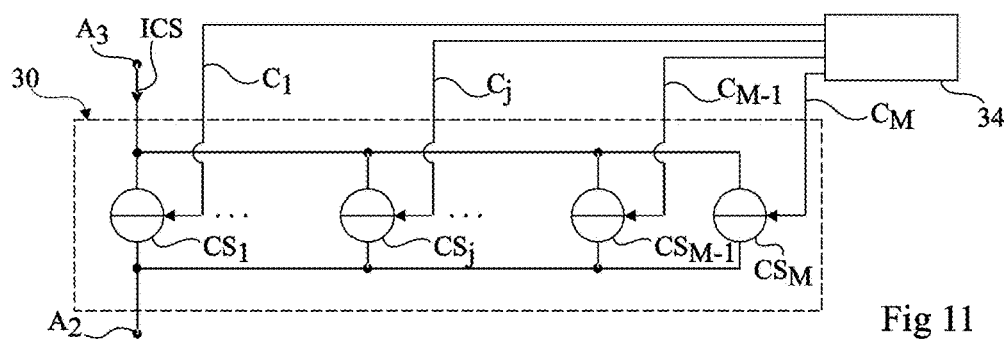 A3 ICS
30 C1 Cj CM-1 CM 34
... ...
CS1 CSj CSM-1 CSM
A2
Fig 11